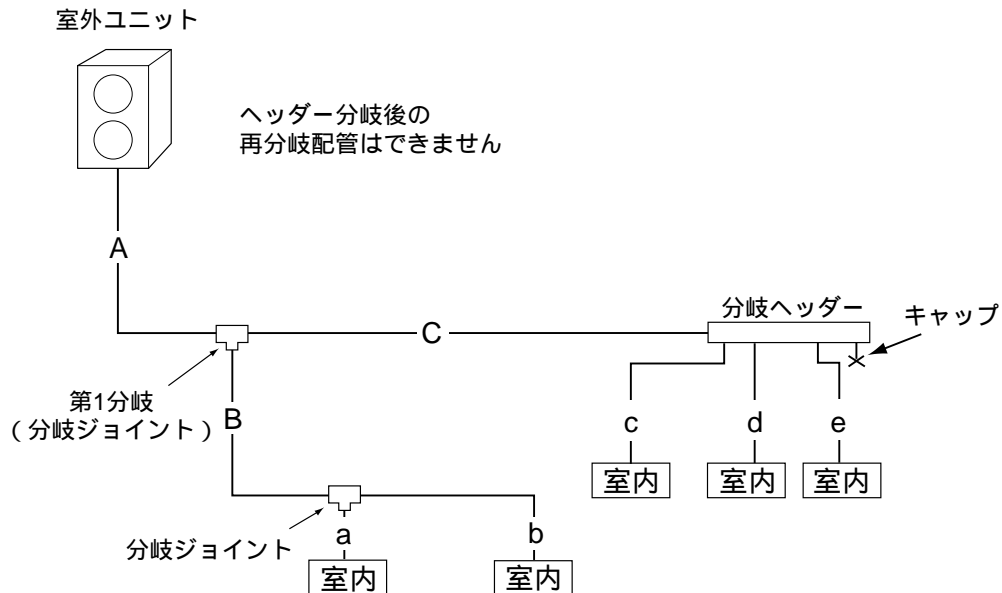 室外ユニット
ヘッダー分岐後の
再分岐配管はできません
A
分岐ヘッダー
キャップ
C
第1分岐
(分岐ジョイント)
B
c
d
e
室内
室内
室内
分岐ジョイント
a
b
室内
室内